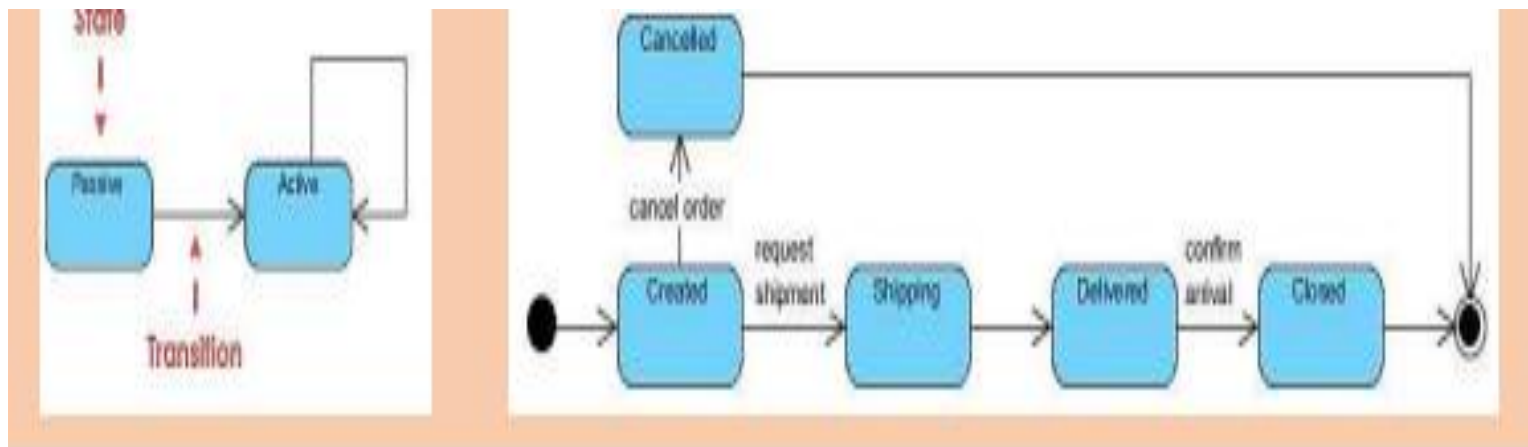 State
Passive
Active
Transition
Cancelled
cancel order
Created
request
shipment
Shipping
Delivered
confirm
arrival
Closed